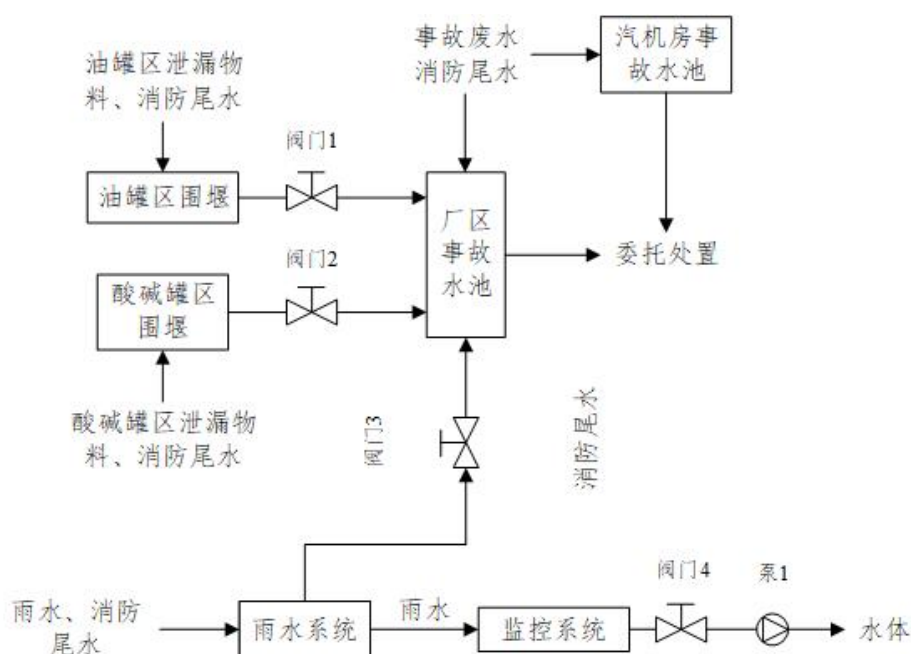 事故废水
消防尾水
汽机房事
故水池
油罐区泄漏物
料、消防尾水
阀门1
油罐区围堰
厂区
事故
水池
阀门2
委托处置
酸碱罐区
围堰
酸碱罐区泄漏物
料、消防尾水
阀门3
消防尾水
阀门4
泵1
雨水、消防
尾水
雨水系统
雨水
监控系统
水体